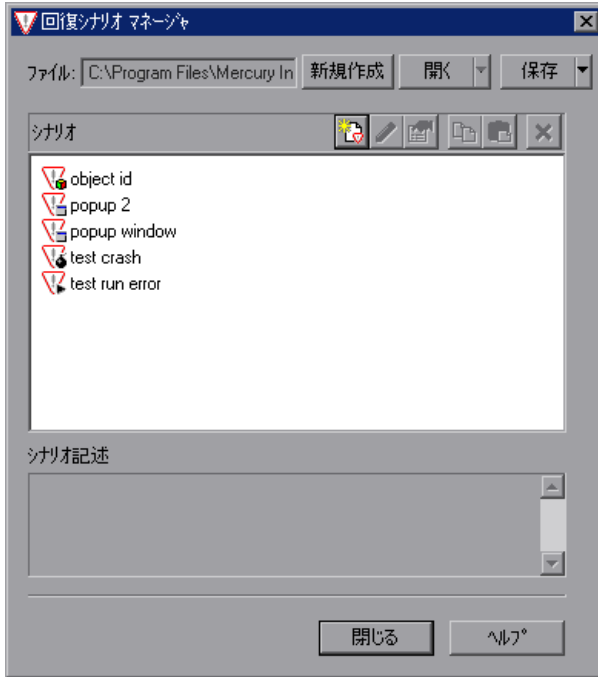 回復シナリオ マネージャ
ファイル: C:\Program Files\Mercury In 新規作成 開く 保存
シナリオ
object id
popup 2
popup window
test crash
test run error
シナリオ記述
閉じる ヘルプ